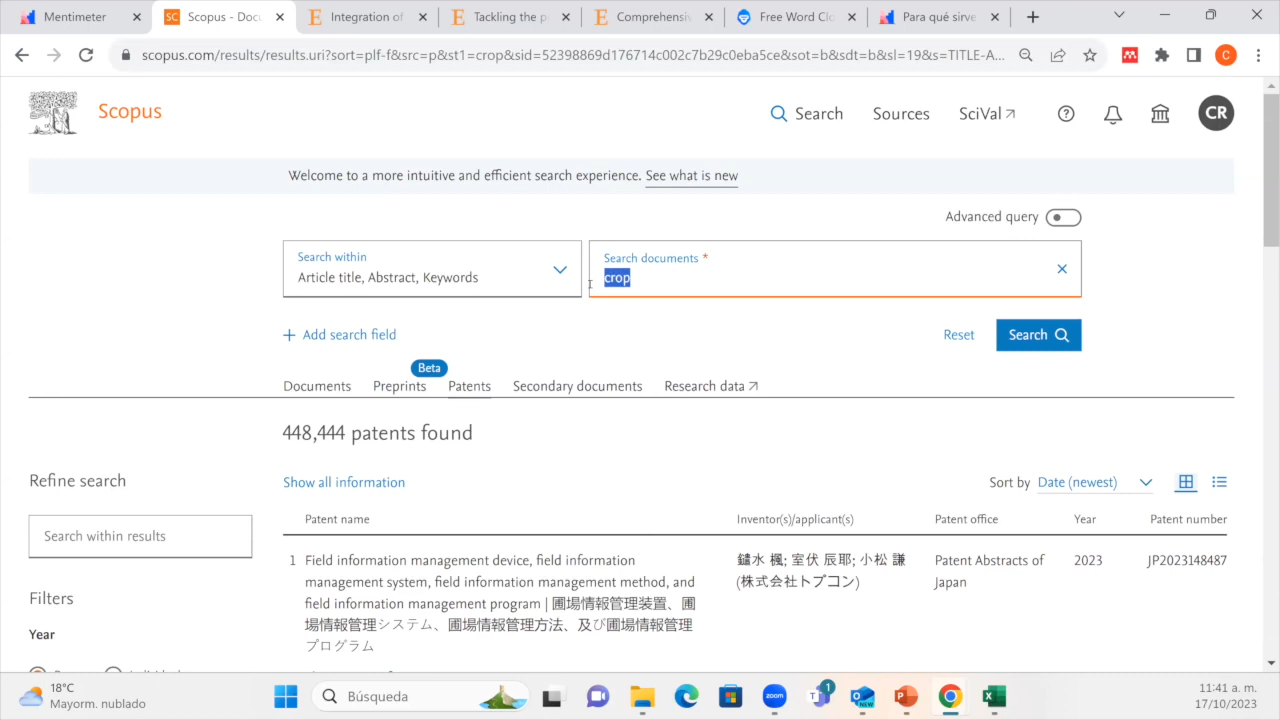 Mentimeter
Scopus - Docu
Integration of
Tackling the p
Comprehensiv
Free Word Clo
Para qué sirve
scopus.com/results/results.uri?sort=plf-f&src=p&st1=crop&sid=52398869d176714c002c7b29c0eba5ce&sot=b&sdt=b&sl=19&s=TITLE-A...
C
Scopus
Search
Sources
SciVal
CR
Welcome to a more intuitive and efficient search experience. See what is new
Advanced query
Search within
Article title, Abstract, Keywords
Search documents *
crop
Add search field
Reset
Search
Beta
Documents
Preprints
Patents
Secondary documents
Research data
448,444 patents found
Refine search
Show all information
Sort by Date (newest)
Search within results
Patent name
Inventor(s)/applicant(s)
Patent office
Year
Patent number
1 Field information management device, field information
management system, field information management method, and
field information management program | 圃場情報管理装置、圃
場情報管理システム、圃場情報管理方法、及び圃場情報管理
プログラム
水 楓; 室伏 辰耶; 小松 謙
(株式会社トプコン)
Patent Abstracts of
Japan
2023
JP2023148487
Filters
Year
18°C
Mayorm. nublado
Búsqueda
zoom
1
NEW
11:41 a. m.
17/10/2023